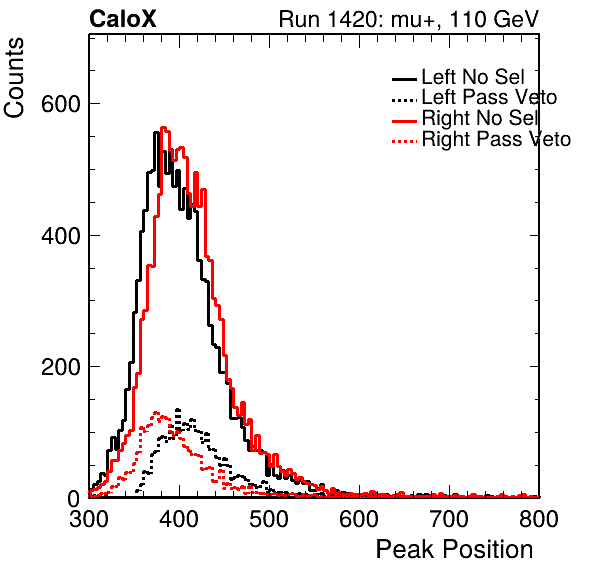 CaloX Run 1420: mu+, 110 GeV
Counts
Left No Sel
Left Pass Veto
Right No Sel
Right Pass Veto
600
400
200
0
300 400 500 600 700 800
Peak Position